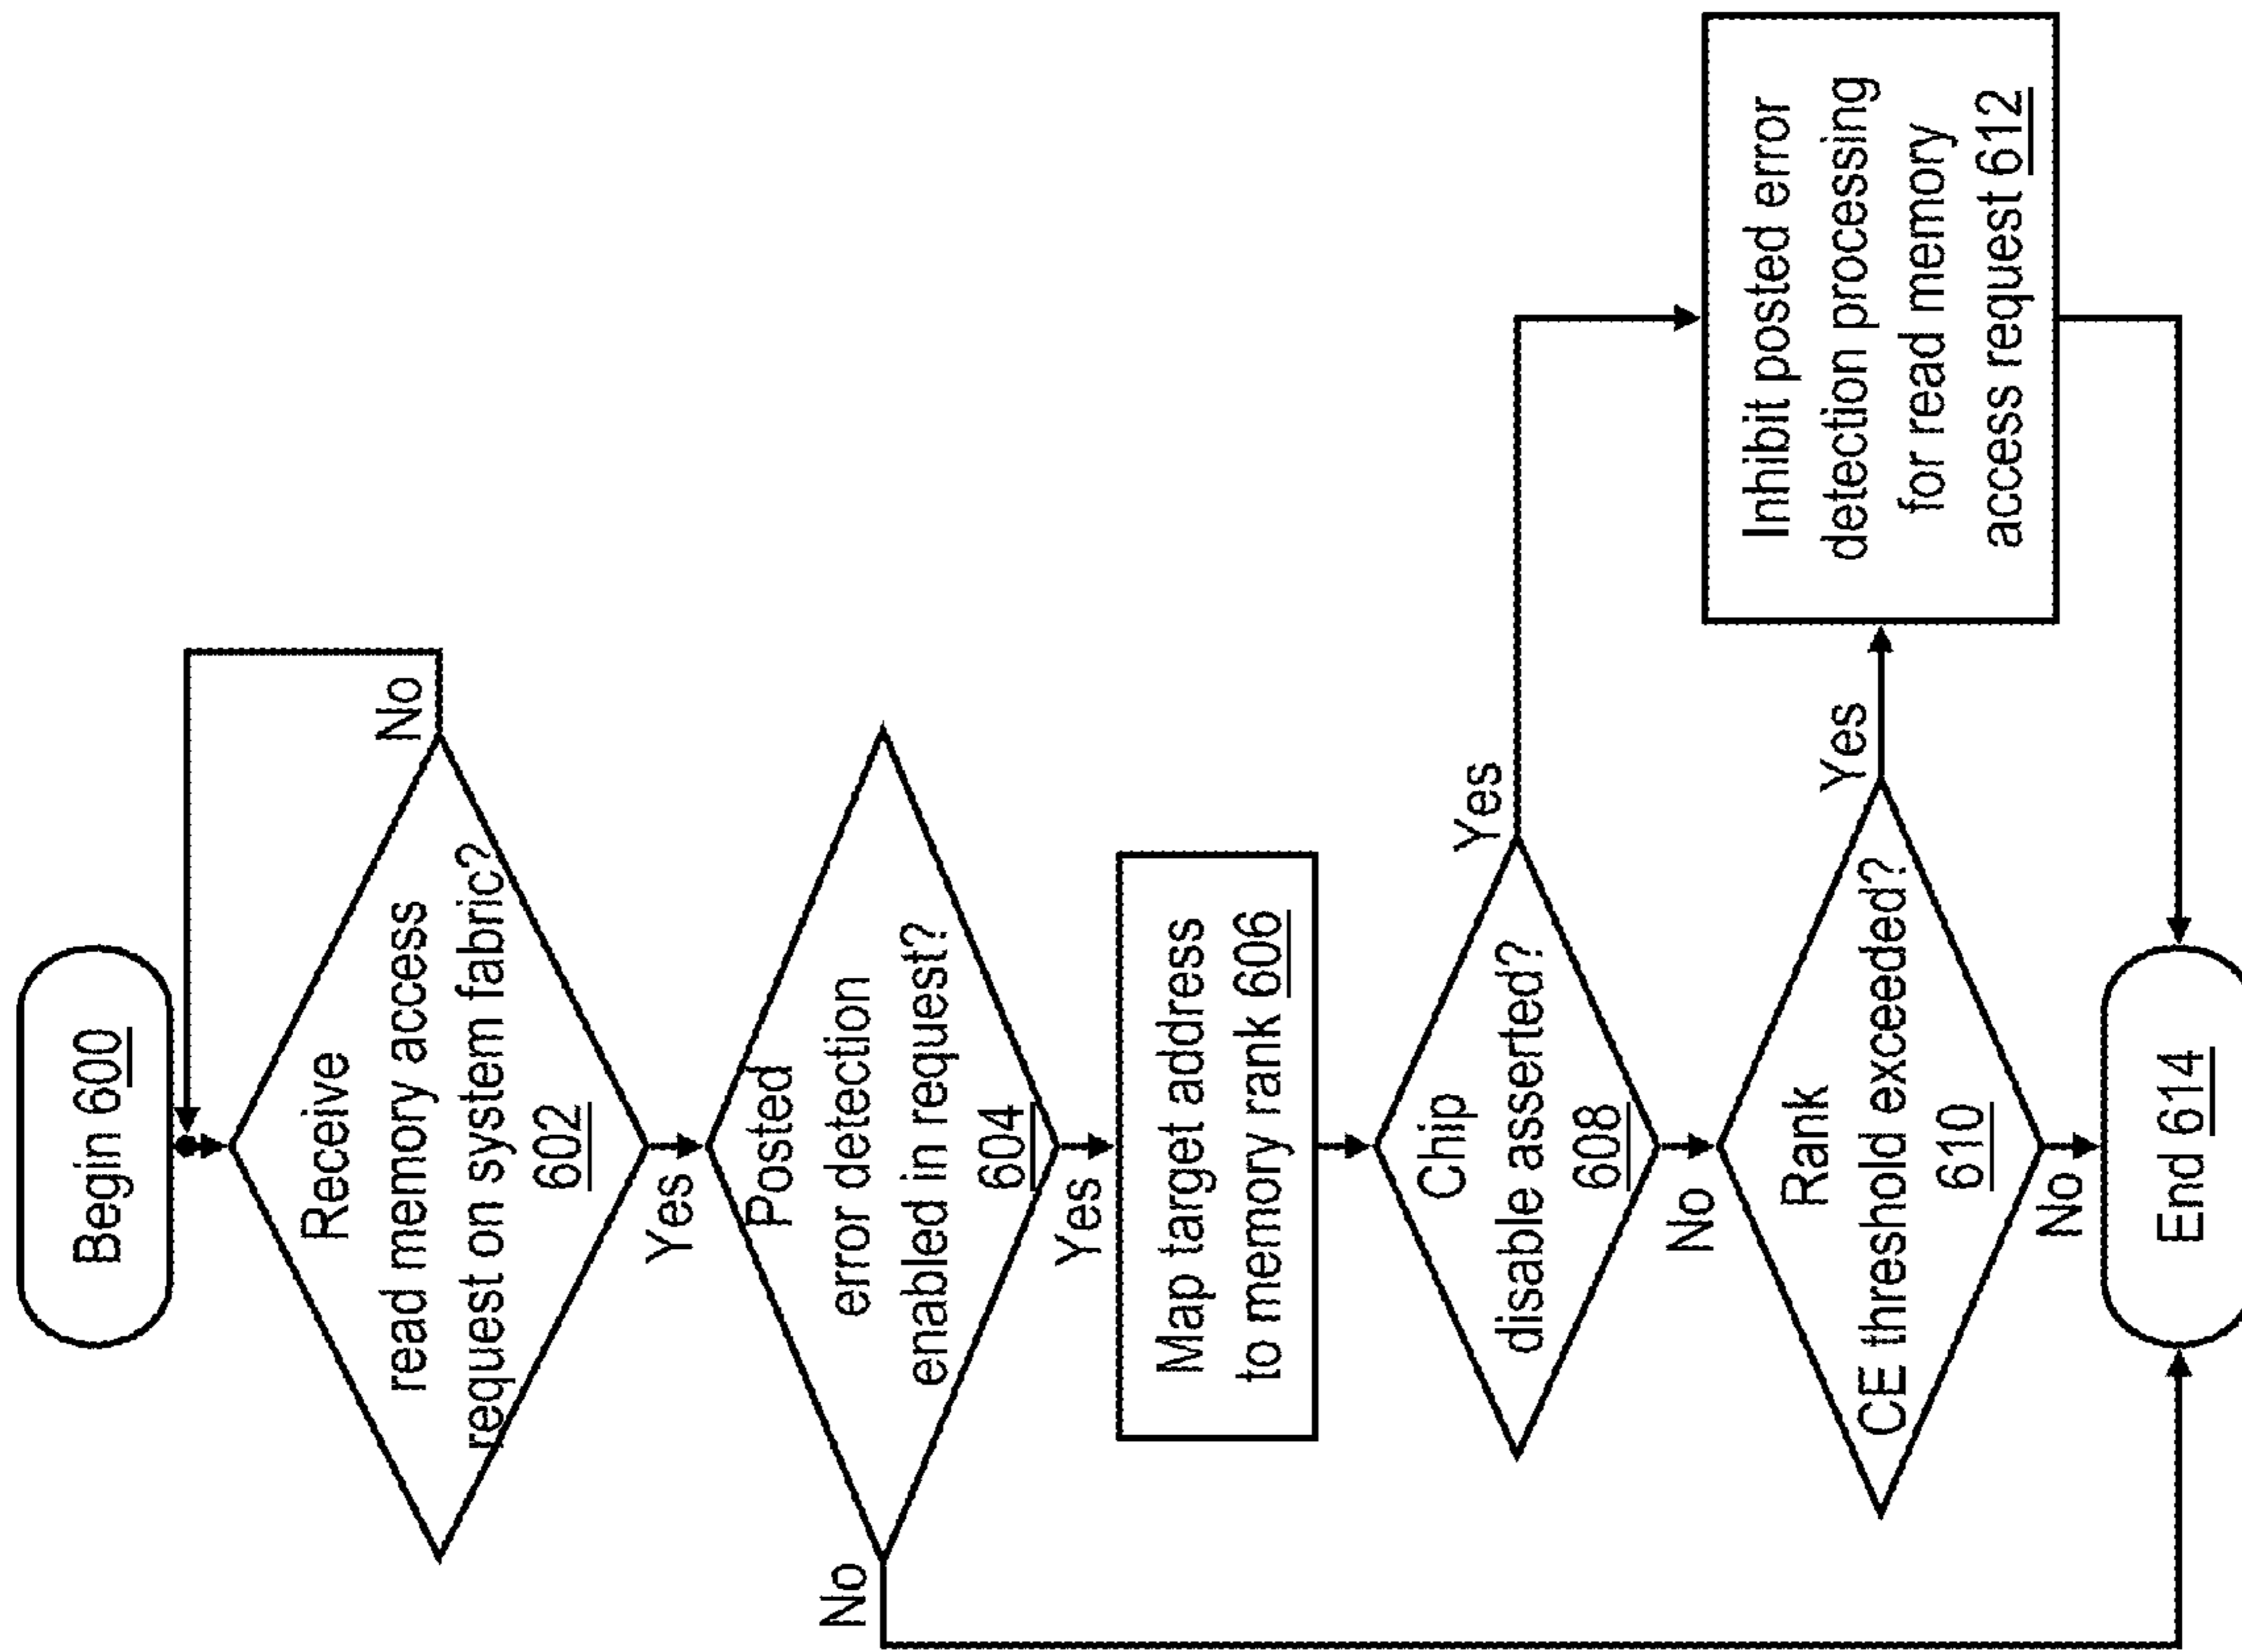 Begin 600
Receive
read memory access
request on system fabric?
602
No
Yes
Posted
error detection
enabled in request?
604
No
Yes
Map target address
to memory rank 606
Chip
disable asserted?
608
Yes
No
Rank
CE threshold exceeded?
610
Yes
No
Inhibit posted error
detection processing
for read memory
access request 612
End 614